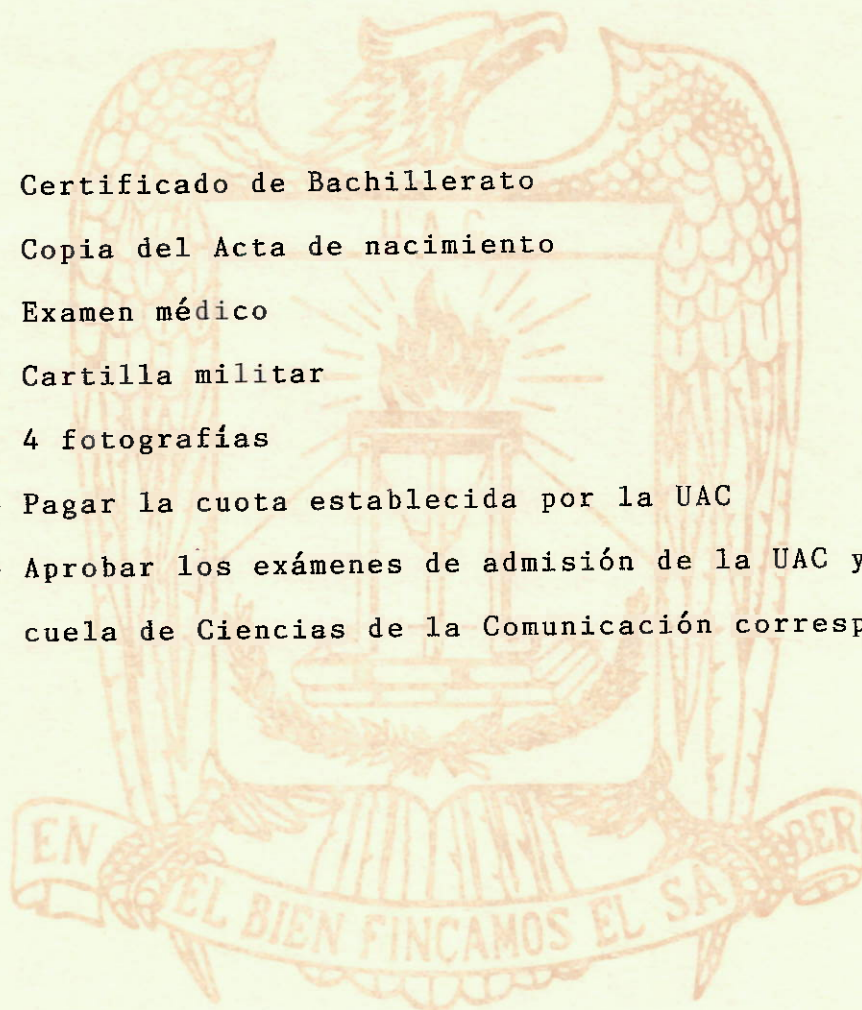 Certificado de Bachillerato
U.A.C.
Copia del Acta de nacimiento
Examen médico
Cartilla militar
4 fotografías
Pagar la cuota establecida por la UAC
Aprobar los exámenes de admisión de la UAC y
cuela de Ciencias de la Comunicación corresp
EN EL BIEN FINCAMOS EL SABER